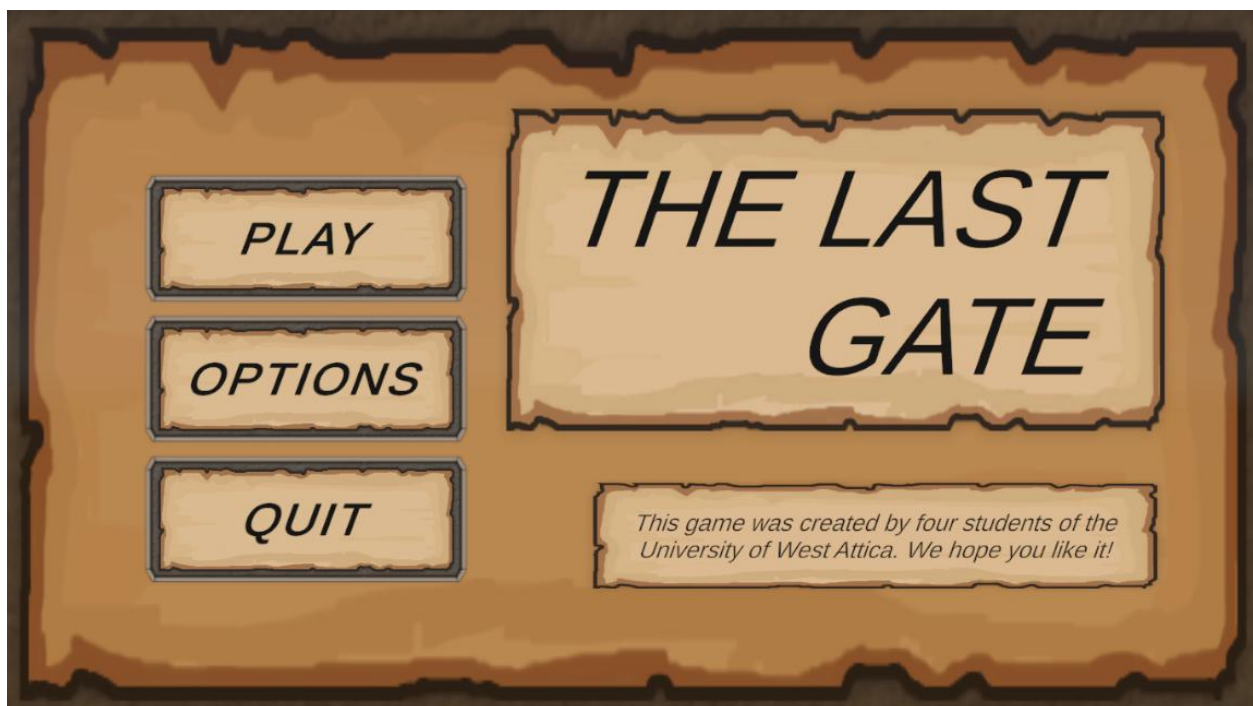 PLAY
OPTIONS
QUIT
THE LAST
GATE
This game was created by four students of the
University of West Attica. We hope you like it!